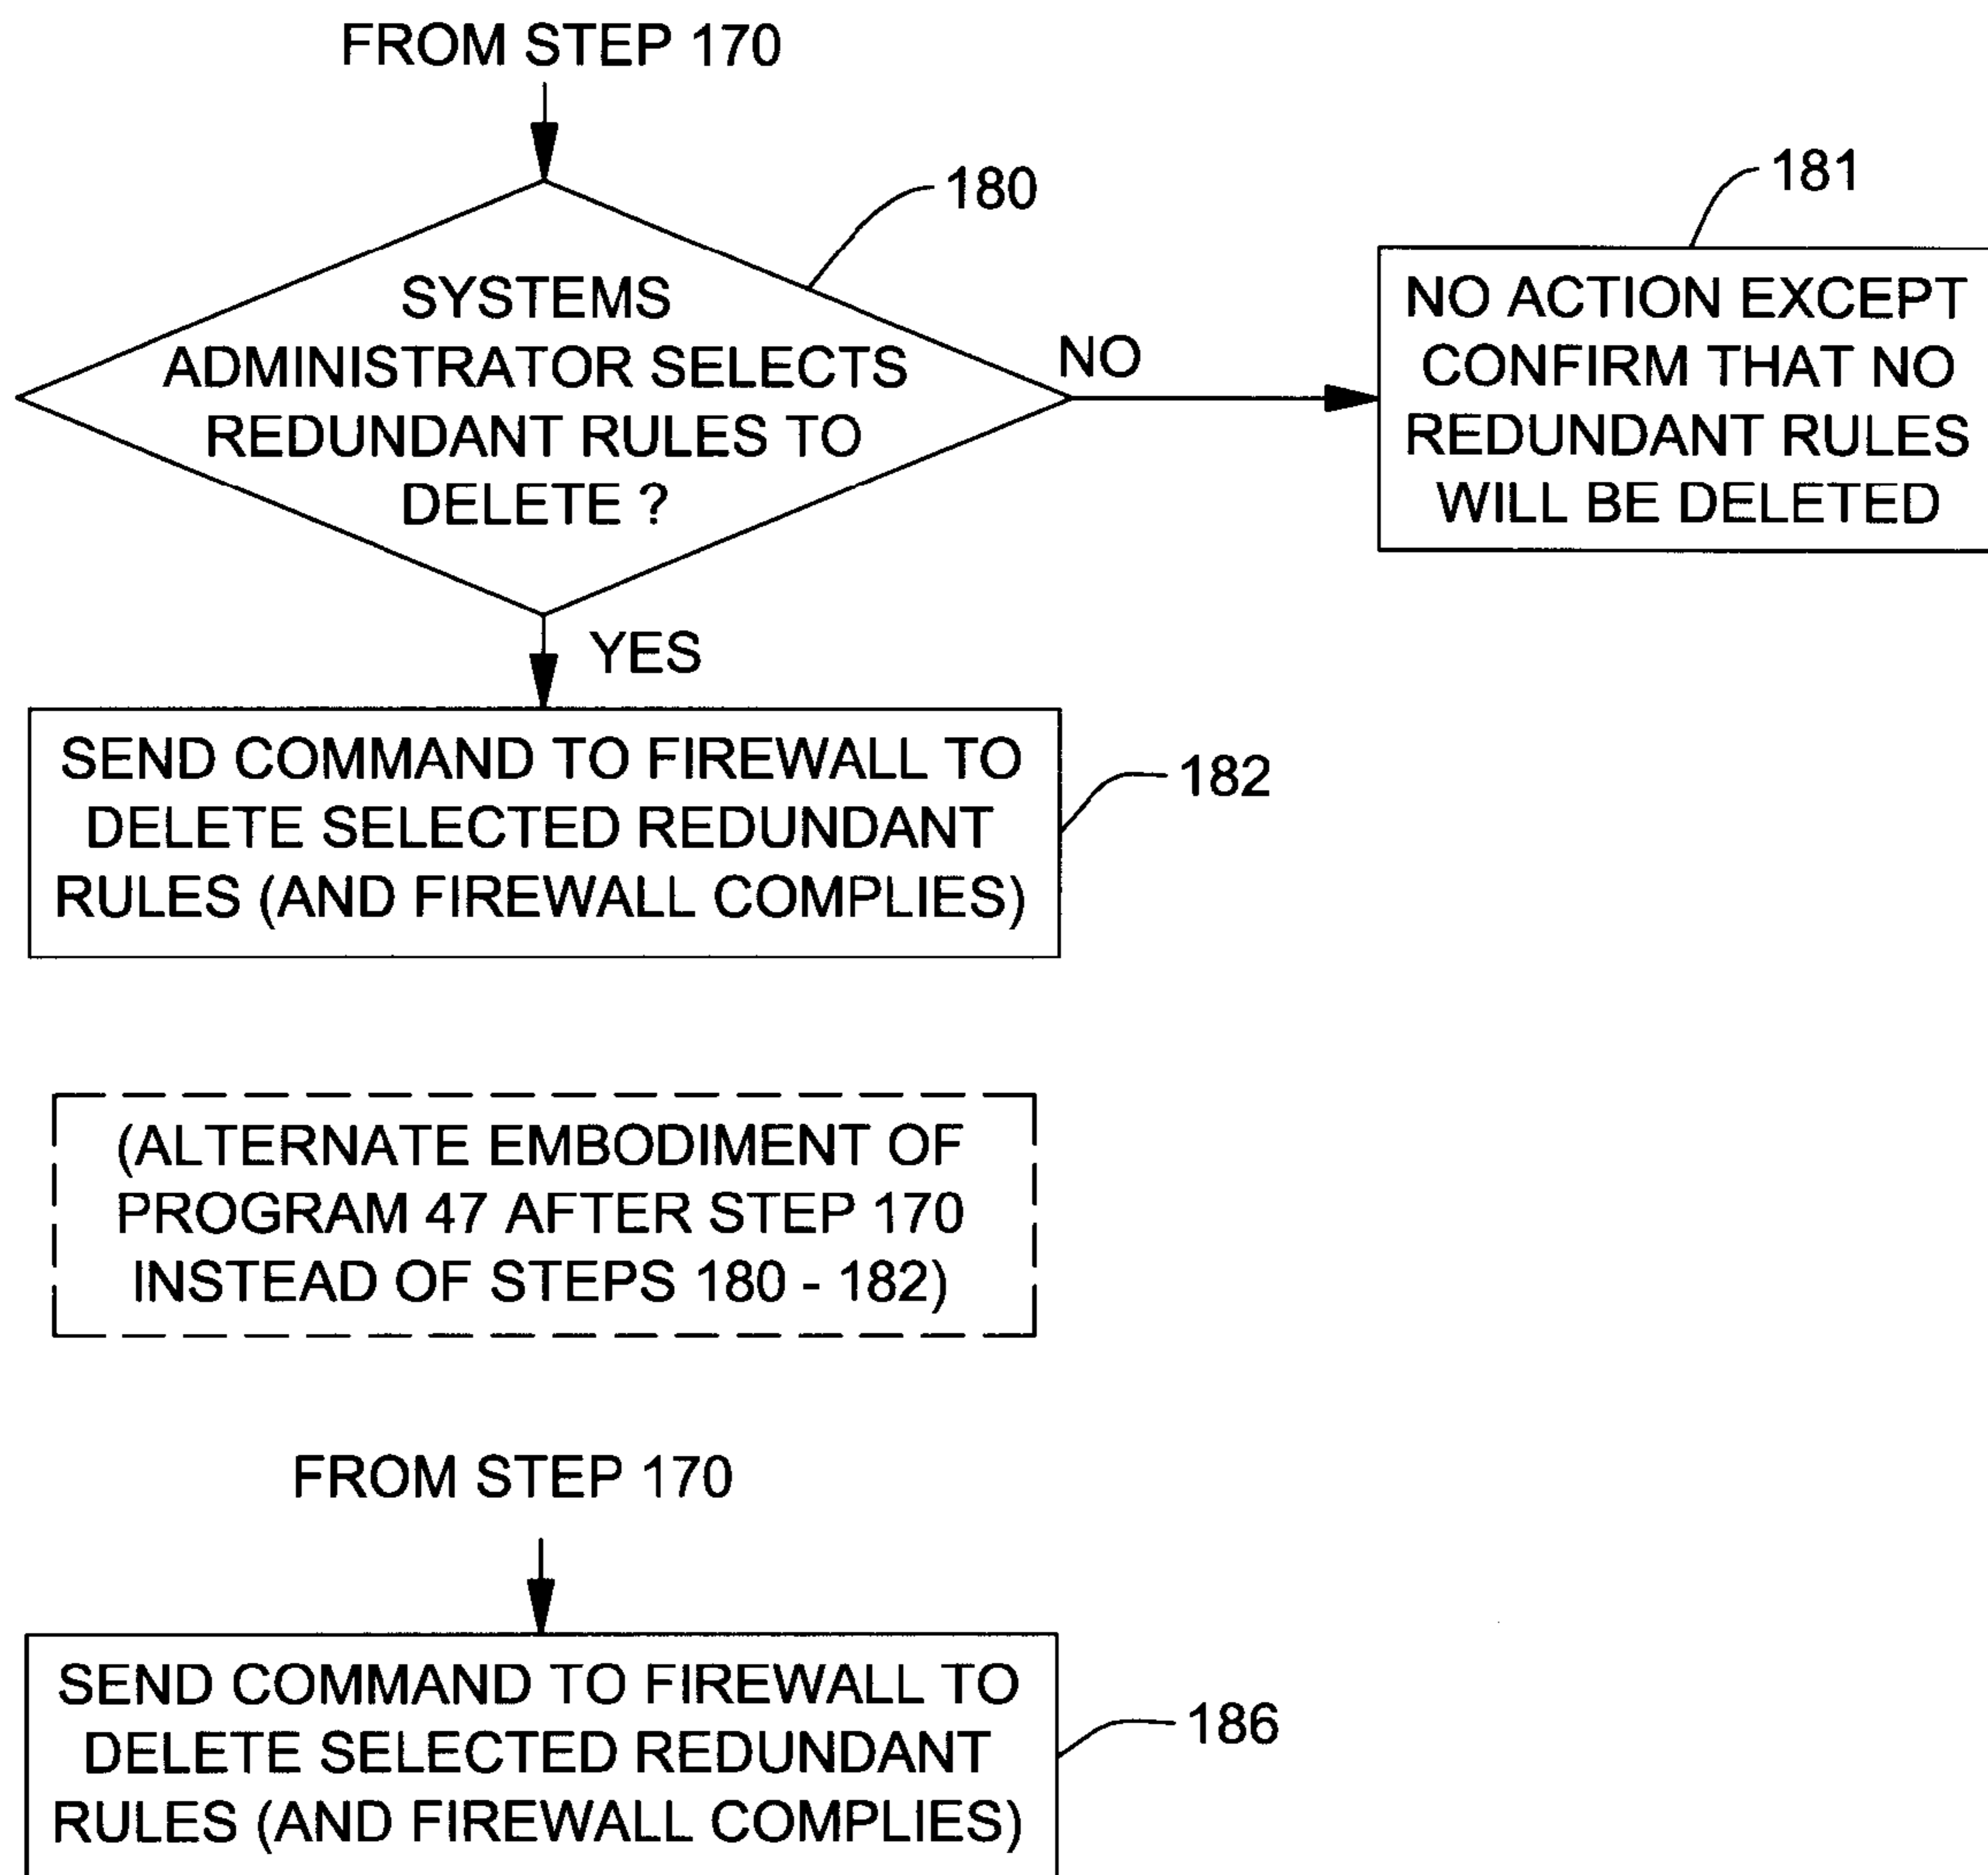 FROM STEP 170
180
SYSTEMS
ADMINISTRATOR SELECTS
REDUNDANT RULES TO
DELETE ?
NO
181
NO ACTION EXCEPT
CONFIRM THAT NO
REDUNDANT RULES
WILL BE DELETED
YES
SEND COMMAND TO FIREWALL TO
DELETE SELECTED REDUNDANT
RULES (AND FIREWALL COMPLIES)
182
(ALTERNATE EMBODIMENT OF
PROGRAM 47 AFTER STEP 170
INSTEAD OF STEPS 180 - 182)
FROM STEP 170
SEND COMMAND TO FIREWALL TO
DELETE SELECTED REDUNDANT
RULES (AND FIREWALL COMPLIES)
186